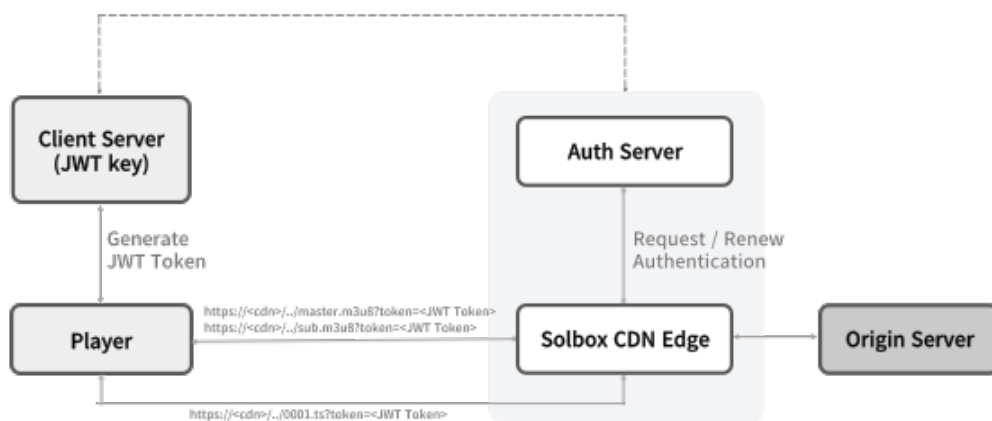 Client Server
(JWT key)
Auth Server
Generate
JWT Token
Request / Renew
Authentication
https://<cdn>/../master.m3u8?token=<JWT Token>
https://<cdn>/../sub.m3u8?token=<JWT Token>
Player
Solbox CDN Edge
Origin Server
https://<cdn>/../0001.ts?token=<JWT Token>